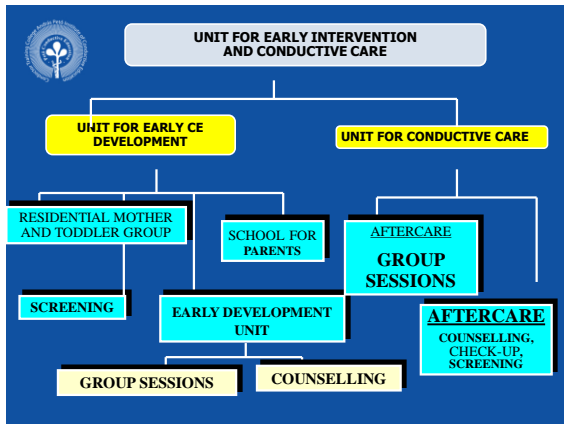 UNIT FOR EARLY INTERVENTION
AND CONDUCTIVE CARE
UNIT FOR EARLY CE
DEVELOPMENT
UNIT FOR CONDUCTIVE CARE
RESIDENTIAL MOTHER
AND TODDLER GROUP
SCHOOL FOR
PARENTS
AFTERCARE
GROUP
SESSIONS
SCREENING
EARLY DEVELOPMENT
UNIT
AFTERCARE
COUNSELLING,
CHECK-UP,
SCREENING
GROUP SESSIONS
COUNSELLING